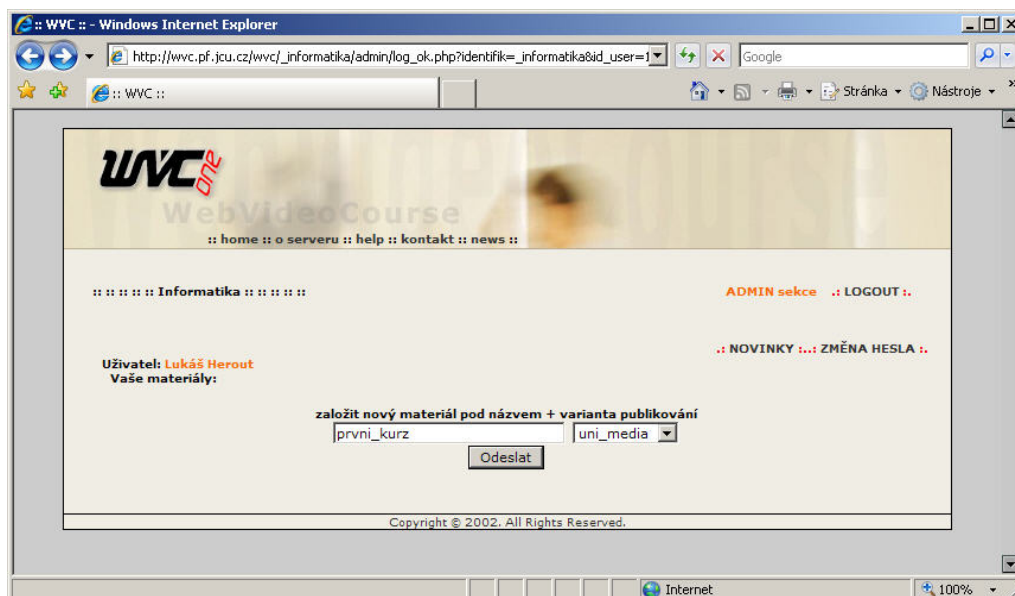 :: WVC :: - Windows Internet Explorer
http://wvc.pf.jcu.cz/wvc/_informatika/admin/log_ok.php?identifik=_informatika&id_user=1
Google
:: WVC ::
Stránka
Nástroje
WVC one
WebVideoCourse
:: home :: o serveru :: help :: kontakt :: news ::
:: :: :: :: :: Informatika :: :: :: :: ::
ADMIN sekce .: LOGOUT :.
.: NOVINKY :..: ZMĚNA HESLA :.
Uživatel: Lukáš Herout
Vaše materiály:
založit nový materiál pod názvem + varianta publikování
prvni_kurz
uni_media
Odeslat
Copyright © 2002. All Rights Reserved.
Internet
100%